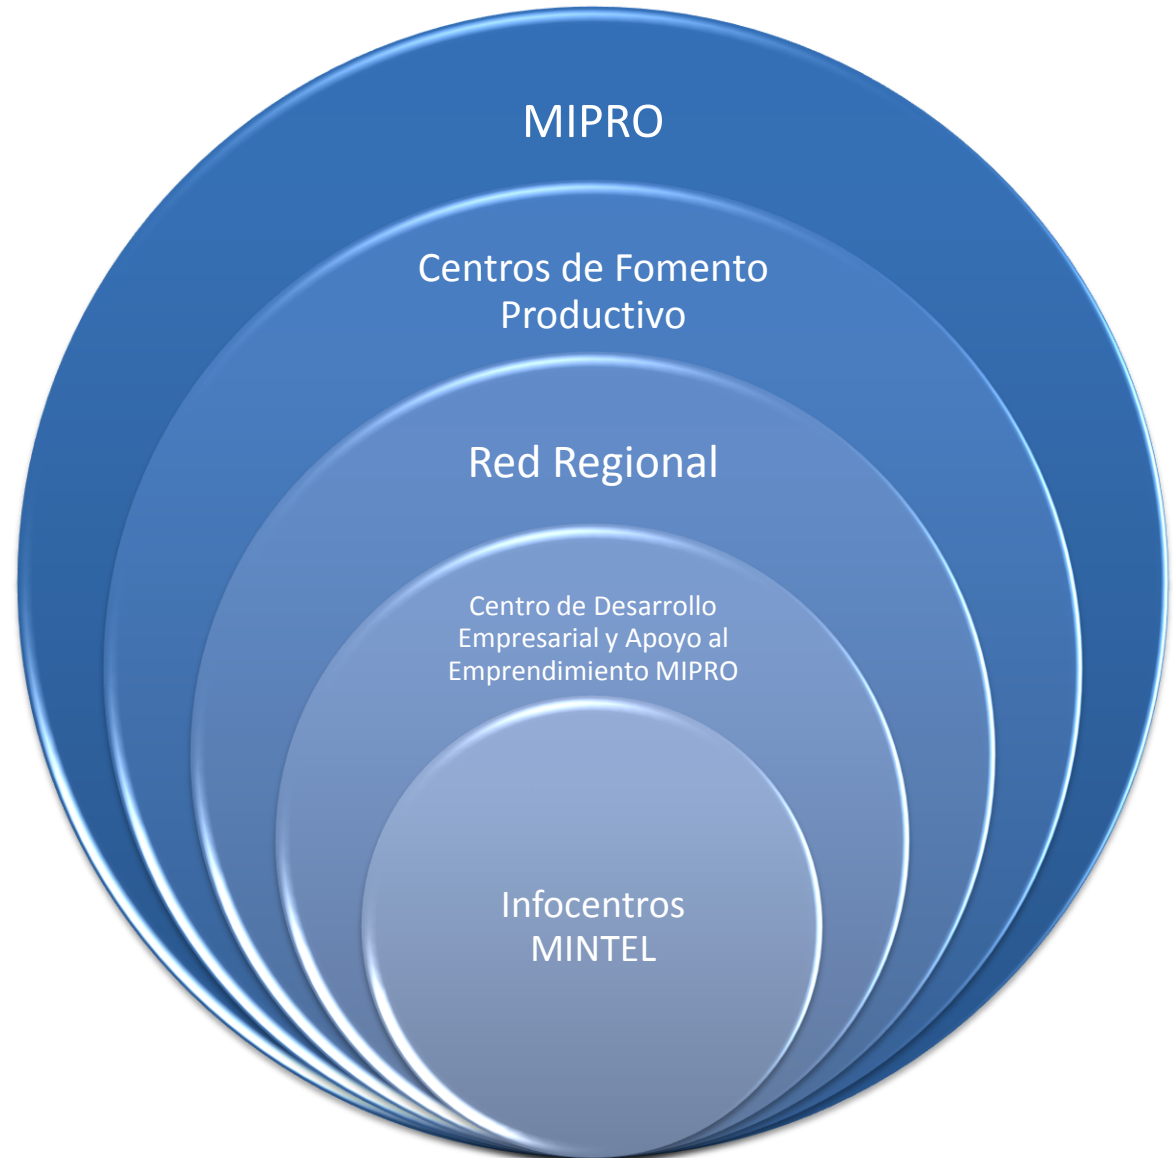 MIPRO
Centros de Fomento
Productivo
Red Regional
Centro de Desarrollo
Empresarial y Apoyo al
Emprendimiento MIPRO
Infocentros
MINTEL